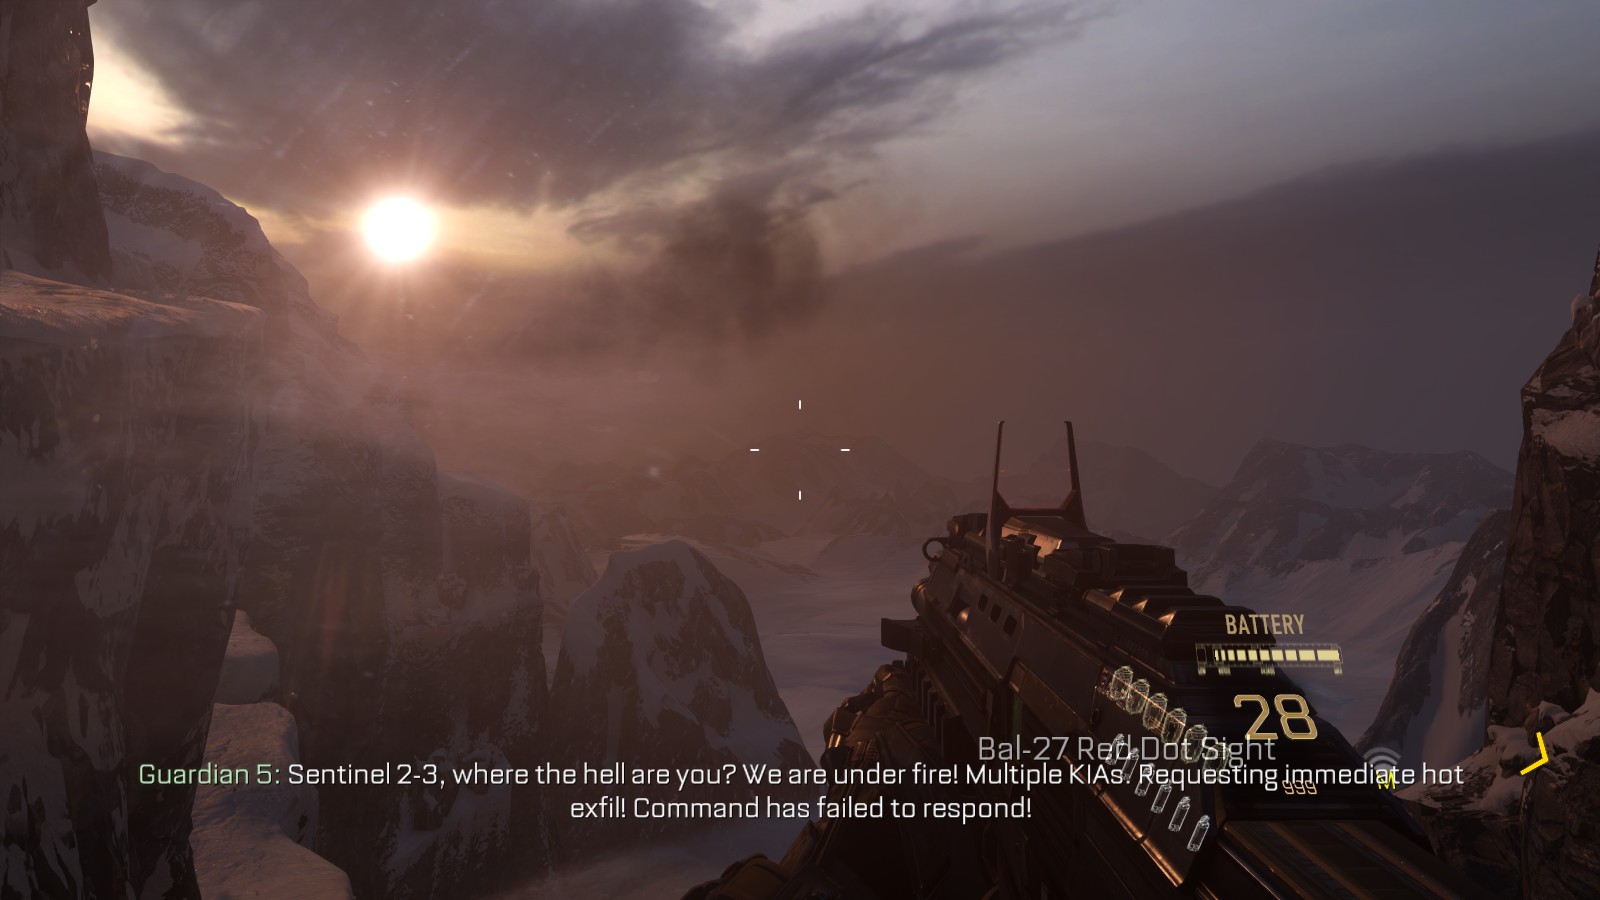 BATTERY
28
Bal-27 Red Dot Sight
Guardian 5: Sentinel 2-3, where the hell are you? We are under fire! Multiple KIAs. Requesting immediate hot
999
M
exfil! Command has failed to respond!